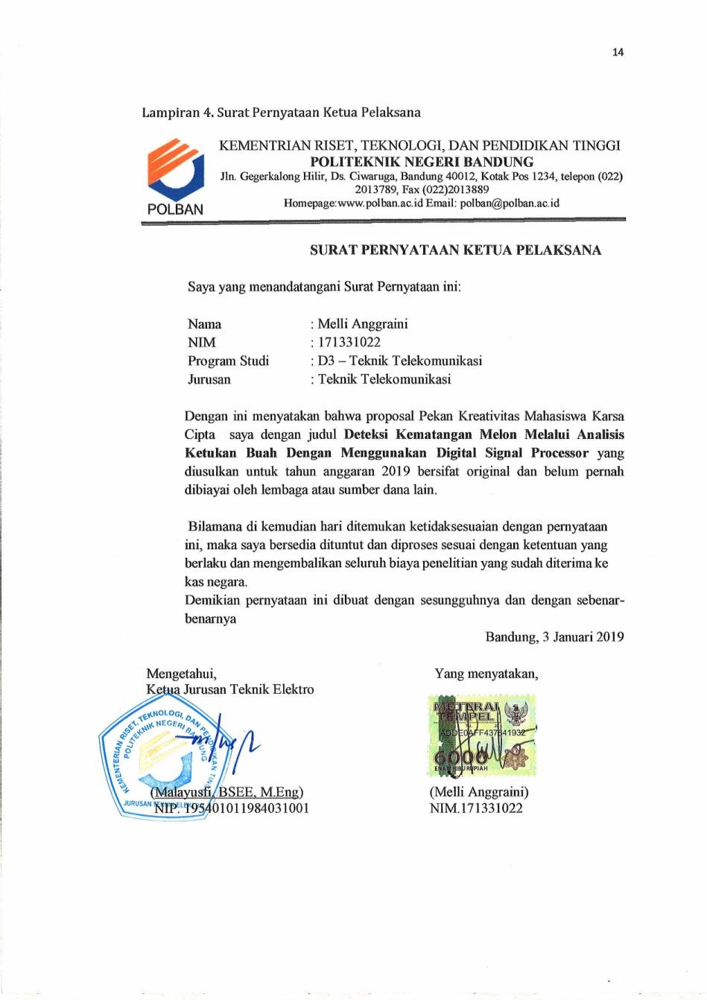 14
Lampiran 4. Surat Pernyataan Ketua Pelaksana
KEMENTRIAN RISET, TEKNOLOGI, DAN PENDIDIKAN TINGGI
POLITEKNIK NEGERI BANDUNG
Jln. Gegerkalong Hilir, Ds. Ciwaruga, Bandung 40012, Kotak Pos 1234, telepon (022)
2013789, Fax (022)2013889
Homepage:www.polban.ac.id Email: polban@polban.ac.id
POLBAN
SURAT PERNYATAAN KETUA PELAKSANA
Saya yang menandatangani Surat Pernyataan ini:
Nama : Melli Anggraini
NIM : 171331022
Program Studi : D3 – Teknik Telekomunikasi
Jurusan : Teknik Telekomunikasi
Dengan ini menyatakan bahwa proposal Pekan Kreativitas Mahasiswa Karsa
Cipta saya dengan judul Deteksi Kematangan Melon Melalui Analisis
Ketukan Buah Dengan Menggunakan Digital Signal Processor yang
diusulkan untuk tahun anggaran 2019 bersifat original dan belum pernah
dibiayai oleh lembaga atau sumber dana lain.
Bilamana di kemudian hari ditemukan ketidaksesuaian dengan pernyataan
ini, maka saya bersedia dituntut dan diproses sesuai dengan ketentuan yang
berlaku dan mengembalikan seluruh biaya penelitian yang sudah diterima ke
kas negara.
Demikian pernyataan ini dibuat dengan sesungguhnya dan dengan sebenar-
benarnya
Bandung, 3 Januari 2019
Mengetahui,
Ketua Jurusan Teknik Elektro
KEMENTERIAN RISET, TEKNOLOGI, DAN PENDIDIKAN TINGGI
POLITEKNIK NEGERI BANDUNG
JURUSAN TEKNIK ELEKTRO
(Malayusfi, BSEE, M.Eng)
NIP. 195401011984031001
Yang menyatakan,
METERAI
TEMPEL
6000
ENAM RIBU RUPIAH
(Melli Anggraini)
NIM.171331022